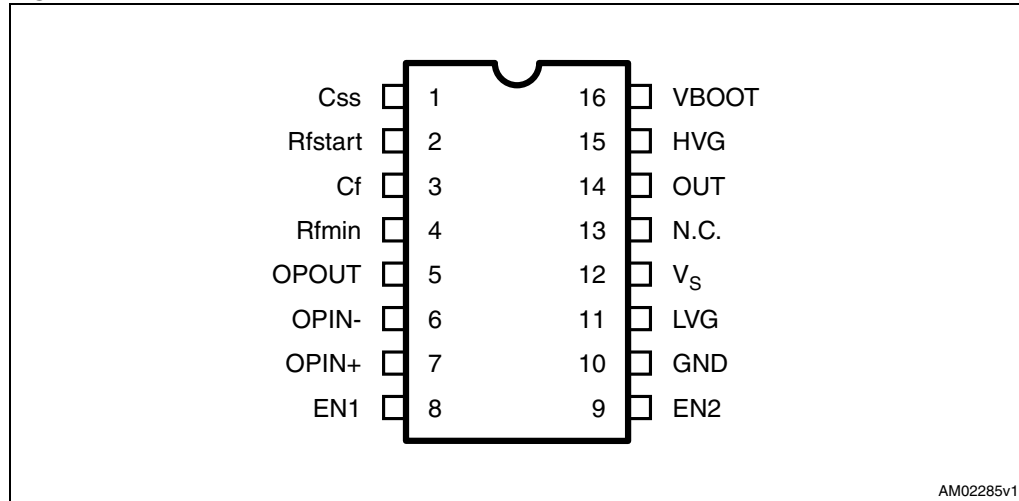 Css 1 16 VBOOT
Rfstart 2 15 HVG
Cf 3 14 OUT
Rfmin 4 13 N.C.
OPOUT 5 12 VS
OPIN- 6 11 LVG
OPIN+ 7 10 GND
EN1 8 9 EN2
AM02285v1